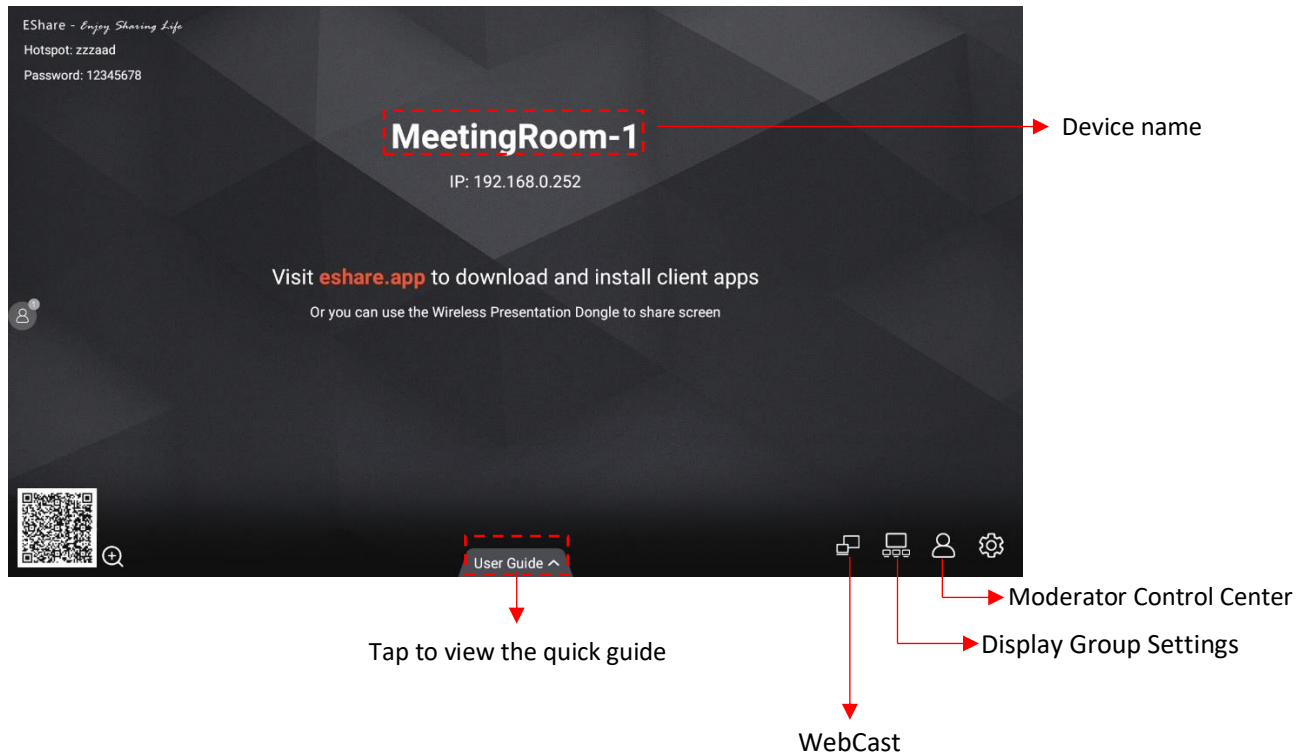 EShare - Enjoy Sharing Life
Hotspot: zzzaad
Password: 12345678
MeetingRoom-1
Device name
IP: 192.168.0.252
Visit eshare.app to download and install client apps
Or you can use the Wireless Presentation Dongle to share screen
1
User Guide
Moderator Control Center
Display Group Settings
Tap to view the quick guide
WebCast